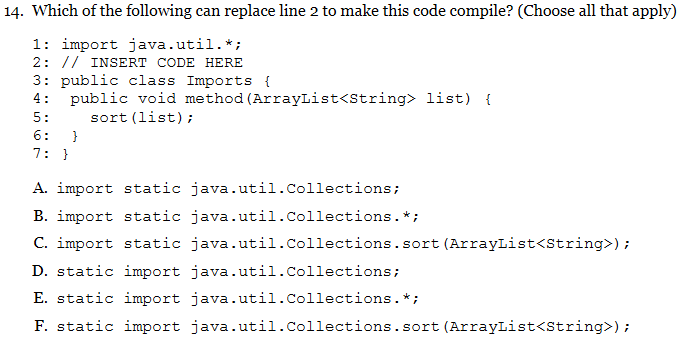 14. Which of the following can replace line 2 to make this code compile? (Choose all that apply)
1: import java.util.*;
2: // INSERT CODE HERE
3: public class Imports {
4: public void method(ArrayList<String> list) {
5: sort(list);
6: }
7: }
A. import static java.util.Collections;
B. import static java.util.Collections.*;
C. import static java.util.Collections.sort(ArrayList<String>);
D. static import java.util.Collections;
E. static import java.util.Collections.*;
F. static import java.util.Collections.sort(ArrayList<String>);